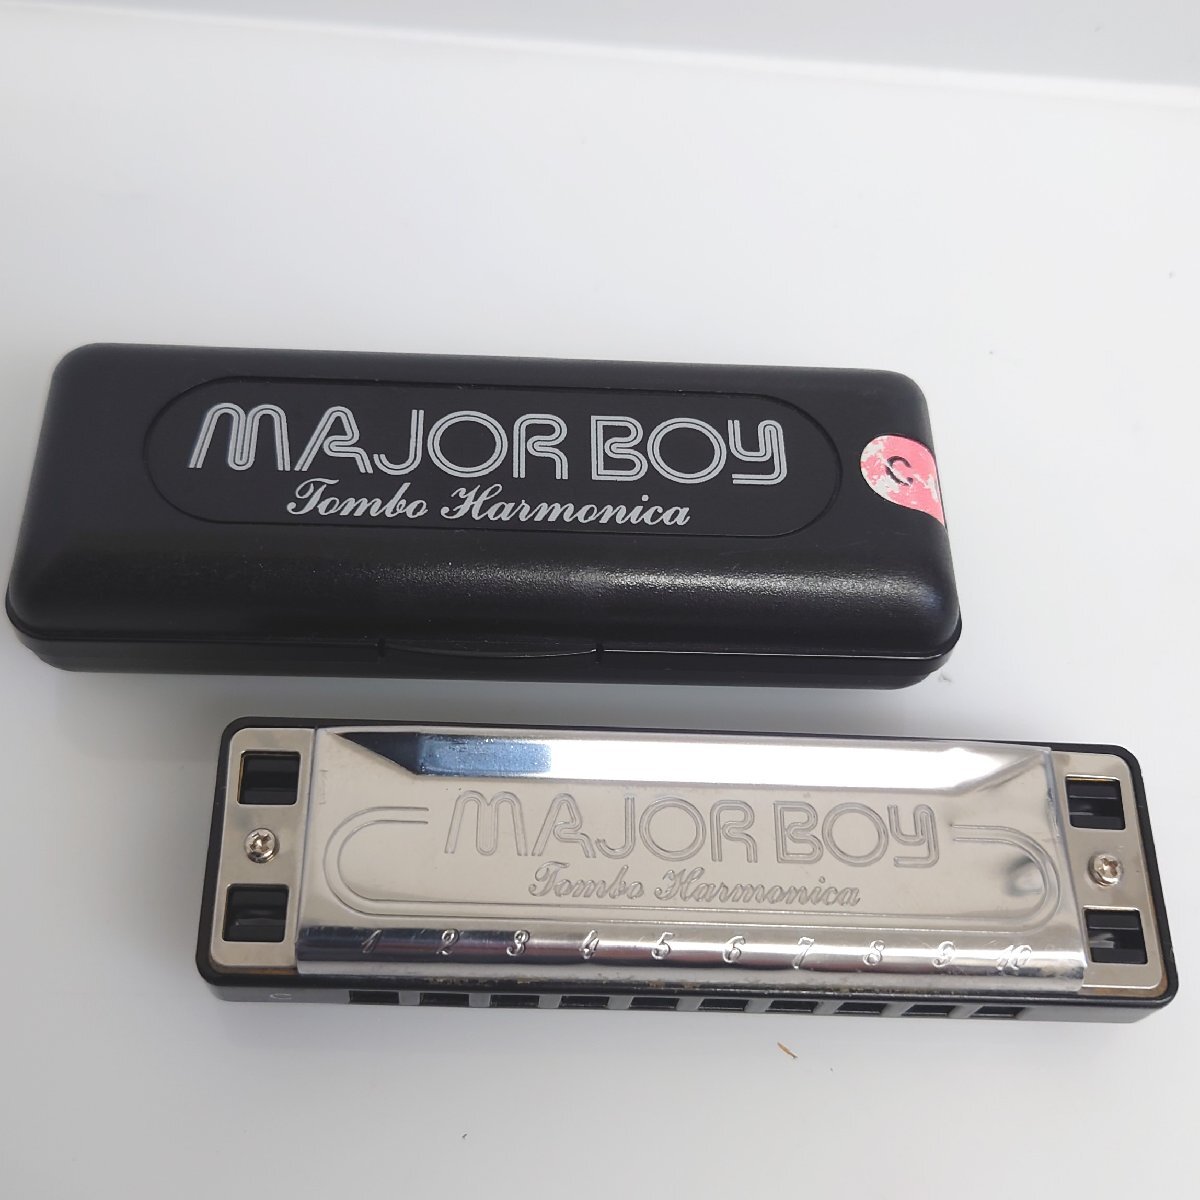 MAJOR BOY
Tombo Harmonica
C
MAJOR BOY
Tombo Harmonica
1 2 3 4 5 6 7 8 9 10
C